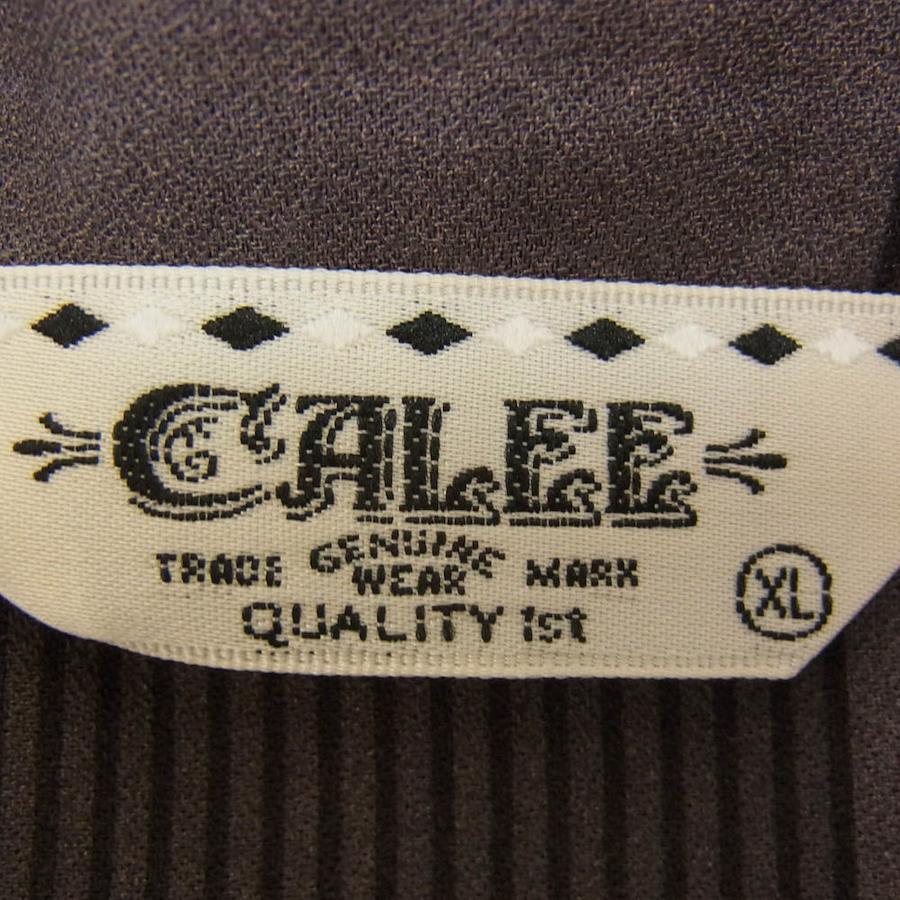 CALEE
TRADE GENUINE WEAR MARK
QUALITY 1st
XL